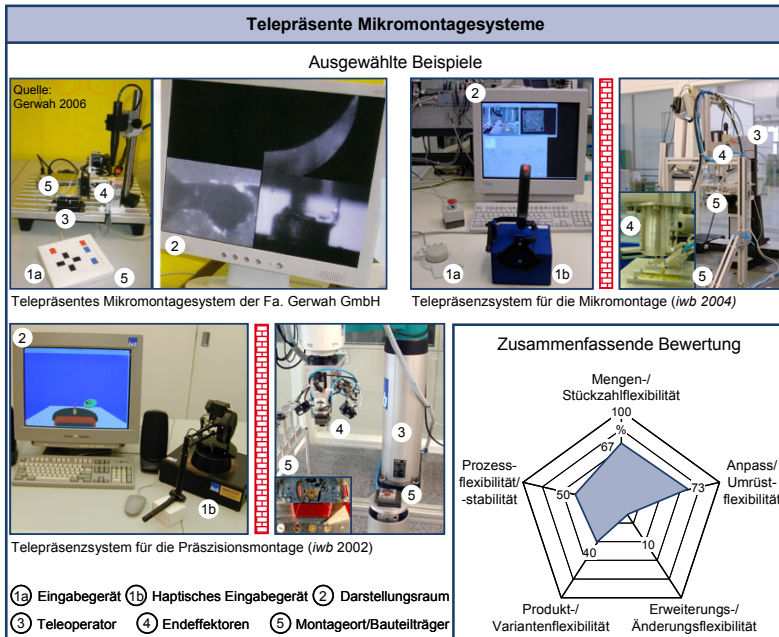 Telepräsente Mikromontagesysteme
Ausgewählte Beispiele
Quelle:
Gerwah 2006
5
4
3
1a
5
2
Telepräsentes Mikromontagesystem der Fa. Gerwah GmbH
2
1a
1b
3
4
5
4
5
Telepräsenzsystem für die Mikromontage (iwb 2004)
2
1b
4
3
5
5
Telepräsenzsystem für die Präszisionsmontage (iwb 2002)
Zusammenfassende Bewertung
Mengen-/
Stückzahlflexibilität
100
%
67
Prozess-
flexibilität/
-stabilität
Anpass/
Umrüst-
flexibilität
73
50
40
10
Produkt-/
Variantenflexibilität
Erweiterungs-/
Änderungsflexibilität
1a Eingabegerät 1b Haptisches Eingabegerät 2 Darstellungsraum
3 Teleoperator 4 Endeffektoren 5 Montageort/Bauteilträger